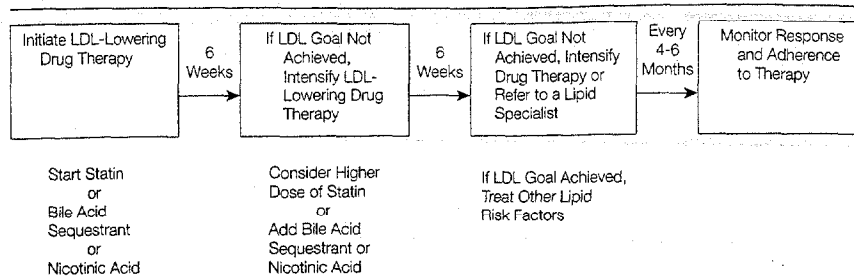 Initiate LDL-Lowering
Drug Therapy
6
Weeks
If LDL Goal Not
Achieved,
Intensify LDL-
Lowering Drug
Therapy
6
Weeks
If LDL Goal Not
Achieved, Intensify
Drug Therapy or
Refer to a Lipid
Specialist
Every
4-6
Months
Monitor Response
and Adherence
to Therapy
Start Statin
or
Bile Acid
Sequestrant
or
Nicotinic Acid
Consider Higher
Dose of Statin
or
Add Bile Acid
Sequestrant or
Nicotinic Acid
If LDL Goal Achieved,
Treat Other Lipid
Risk Factors